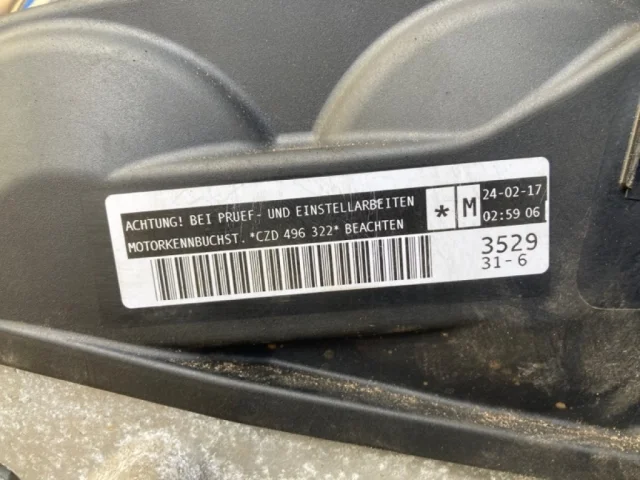 ACHTUNG! BEI PRUEF- UND EINSTELLARBEITEN
MOTORKENNBUCHST. *CZD 496 322* BEACHTEN
* M
24-02-17
02:59 06
3529
31-6